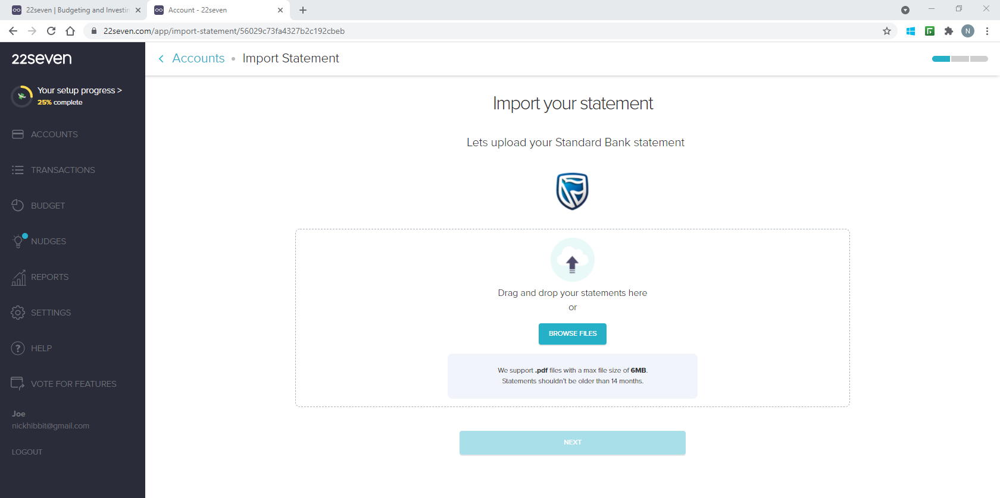 22seven | Budgeting and Investin
Account - 22seven
22seven.com/app/import-statement/56029c73fa4327b2c192cbeb
N
22seven
Accounts • Import Statement
Your setup progress >
25% complete
ACCOUNTS
TRANSACTIONS
BUDGET
NUDGES
REPORTS
SETTINGS
? HELP
VOTE FOR FEATURES
Joe
nickhibbit@gmail.com
LOGOUT
Import your statement
Lets upload your Standard Bank statement
Drag and drop your statements here
or
BROWSE FILES
We support .pdf files with a max file size of 6MB.
Statements shouldn't be older than 14 months.
NEXT